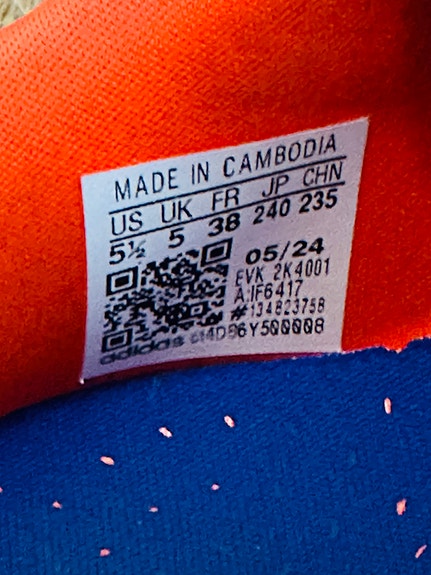 MADE IN CAMBODIA
US UK FR JP CHN
5½ 5 38 240 235
05/24
EVK 2K4001
A:IF6417
#134823758
adidas